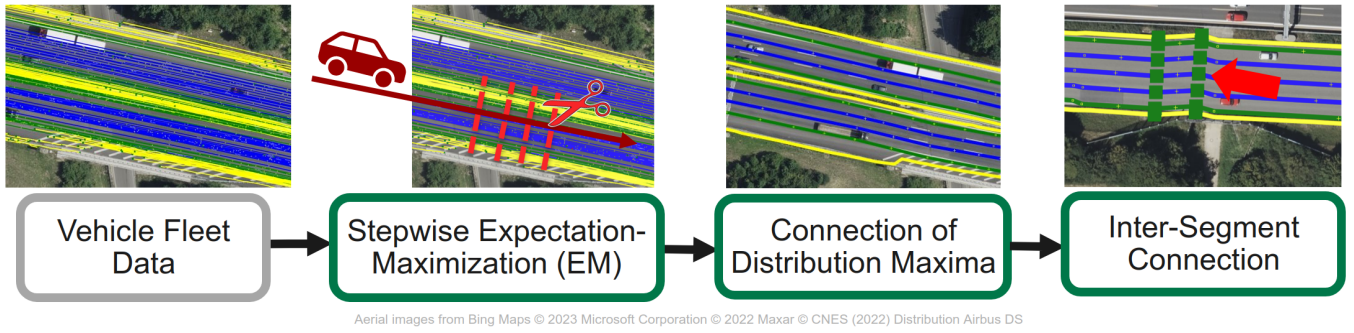 Vehicle Fleet
Data
Stepwise Expectation-
Maximization (EM)
Connection of
Distribution Maxima
Inter-Segment
Connection
Aerial images from Bing Maps © 2023 Microsoft Corporation © 2022 Maxar © CNES (2022) Distribution Airbus DS